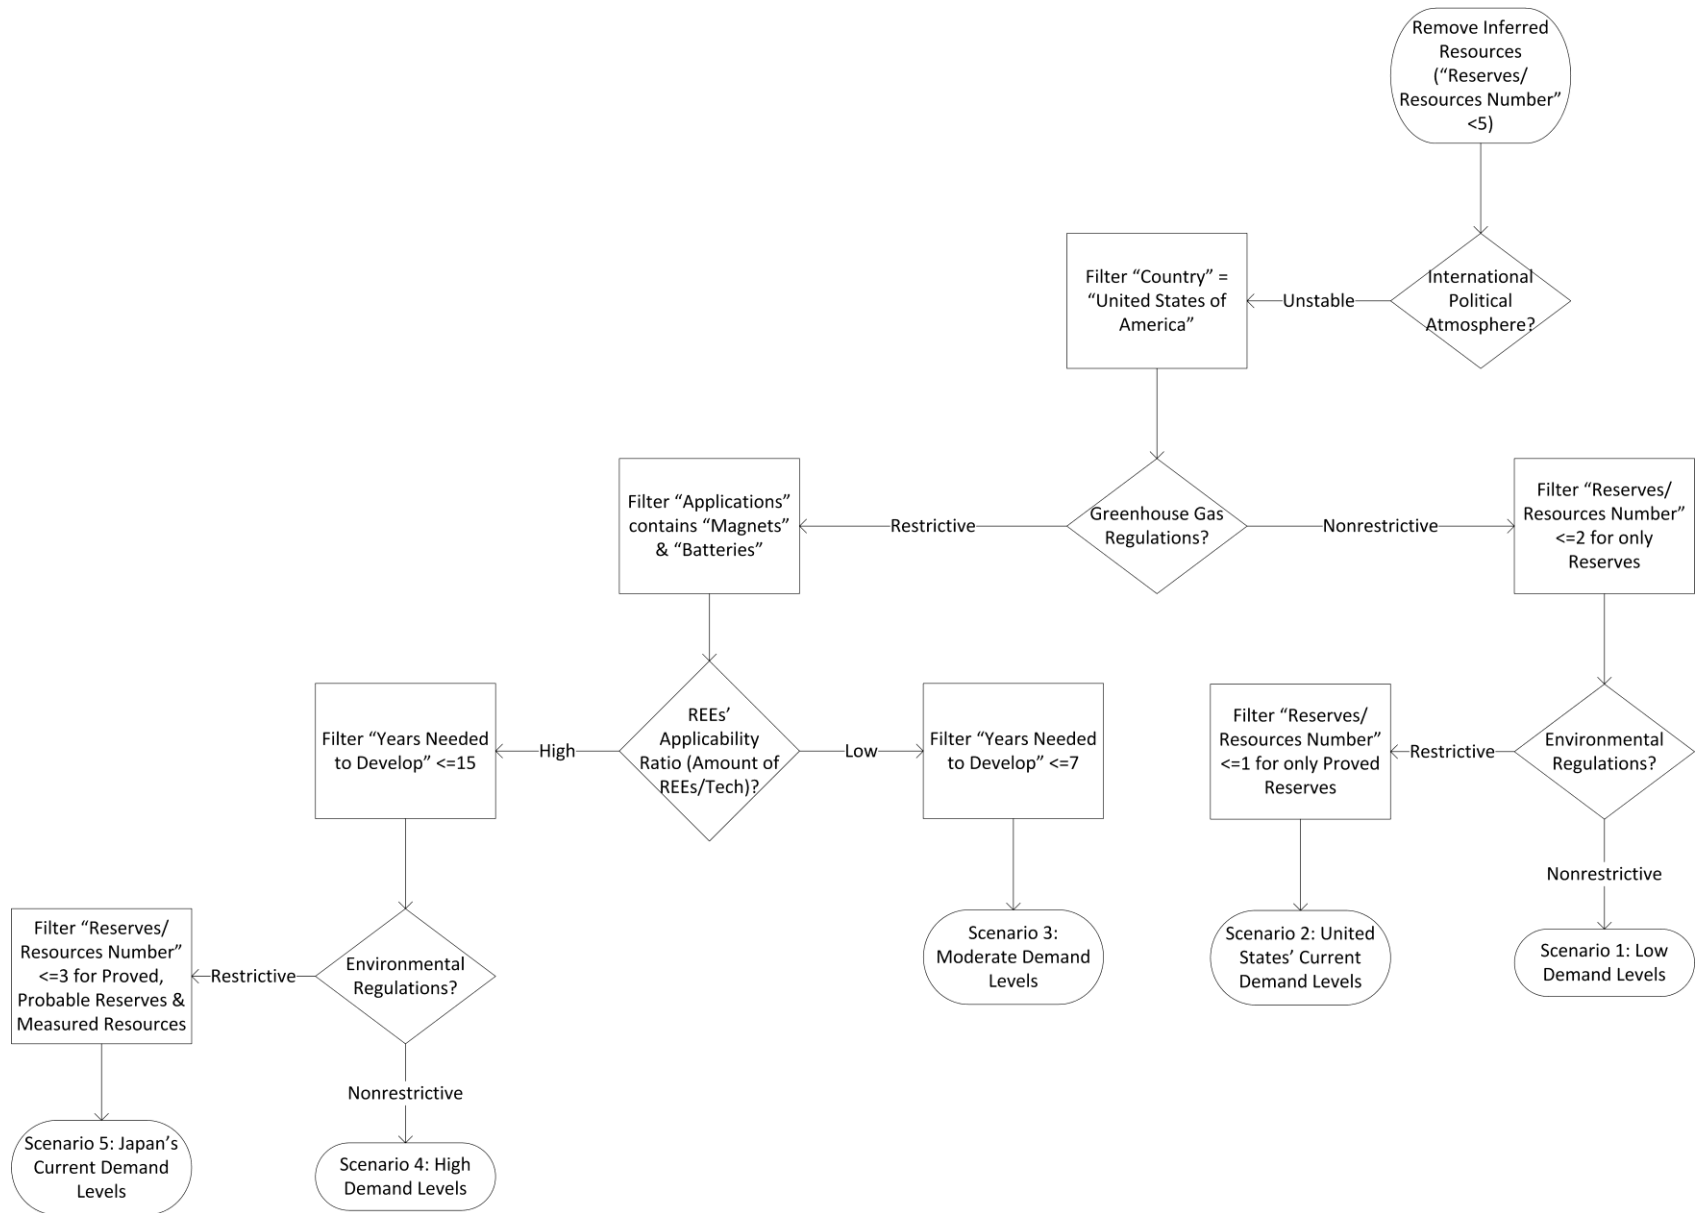 Remove Inferred
Resources
(“Reserves/
Resources Number”
<5)
International
Political
Atmosphere?
Unstable
Filter “Country” =
“United States of
America”
Greenhouse Gas
Regulations?
Restrictive
Nonrestrictive
Filter “Applications”
contains “Magnets”
& “Batteries”
Filter “Reserves/
Resources Number”
<=2 for only
Reserves
REEs’
Applicability
Ratio (Amount of
REEs/Tech)?
High
Low
Filter “Years Needed
to Develop” <=15
Filter “Years Needed
to Develop” <=7
Filter “Reserves/
Resources Number”
<=1 for only Proved
Reserves
Restrictive
Environmental
Regulations?
Nonrestrictive
Scenario 3:
Moderate Demand
Levels
Scenario 2: United
States’ Current
Demand Levels
Scenario 1: Low
Demand Levels
Filter “Reserves/
Resources Number”
<=3 for Proved,
Probable Reserves &
Measured Resources
Restrictive
Environmental
Regulations?
Nonrestrictive
Scenario 5: Japan’s
Current Demand
Levels
Scenario 4: High
Demand Levels